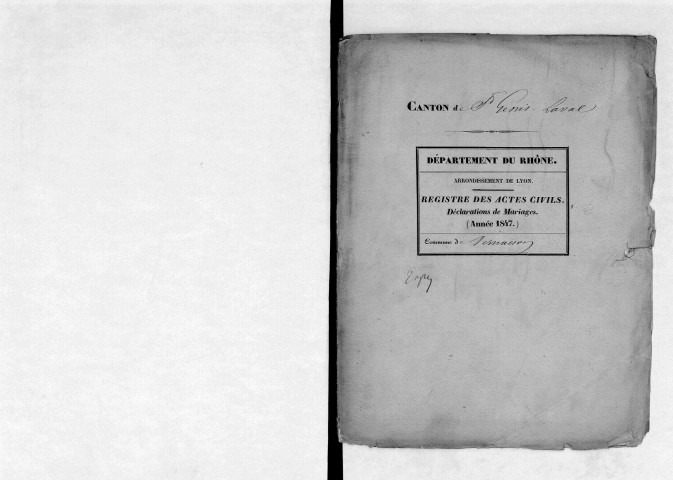 CANTON de St Genis-Laval
DÉPARTEMENT DU RHÔNE.
ARRONDISSEMENT DE LYON.
REGISTRE DES ACTES CIVILS.
Déclarations de Mariages.
(Année 1847.)
Commune de Vernaison